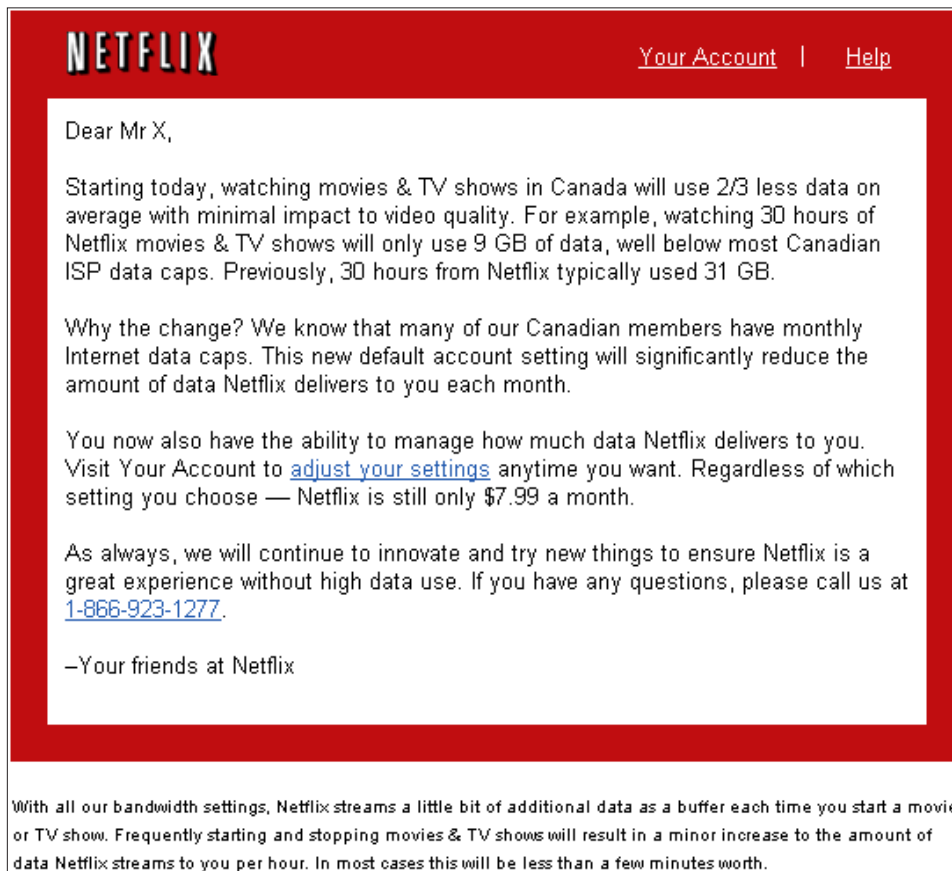 NETFLIX
Your Account | Help
Dear Mr X,
Starting today, watching movies & TV shows in Canada will use 2/3 less data on
average with minimal impact to video quality. For example, watching 30 hours of
Netflix movies & TV shows will only use 9 GB of data, well below most Canadian
ISP data caps. Previously, 30 hours from Netflix typically used 31 GB.
Why the change? We know that many of our Canadian members have monthly
Internet data caps. This new default account setting will significantly reduce the
amount of data Netflix delivers to you each month.
You now also have the ability to manage how much data Netflix delivers to you.
Visit Your Account to adjust your settings anytime you want. Regardless of which
setting you choose — Netflix is still only $7.99 a month.
As always, we will continue to innovate and try new things to ensure Netflix is a
great experience without high data use. If you have any questions, please call us at
1-866-923-1277.
–Your friends at Netflix
With all our bandwidth settings, Netflix streams a little bit of additional data as a buffer each time you start a movie
or TV show. Frequently starting and stopping movies & TV shows will result in a minor increase to the amount of
data Netflix streams to you per hour. In most cases this will be less than a few minutes worth.